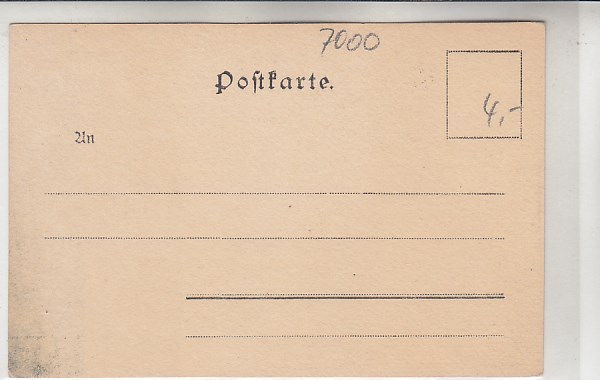 7000
Postkarte.
4,-
An